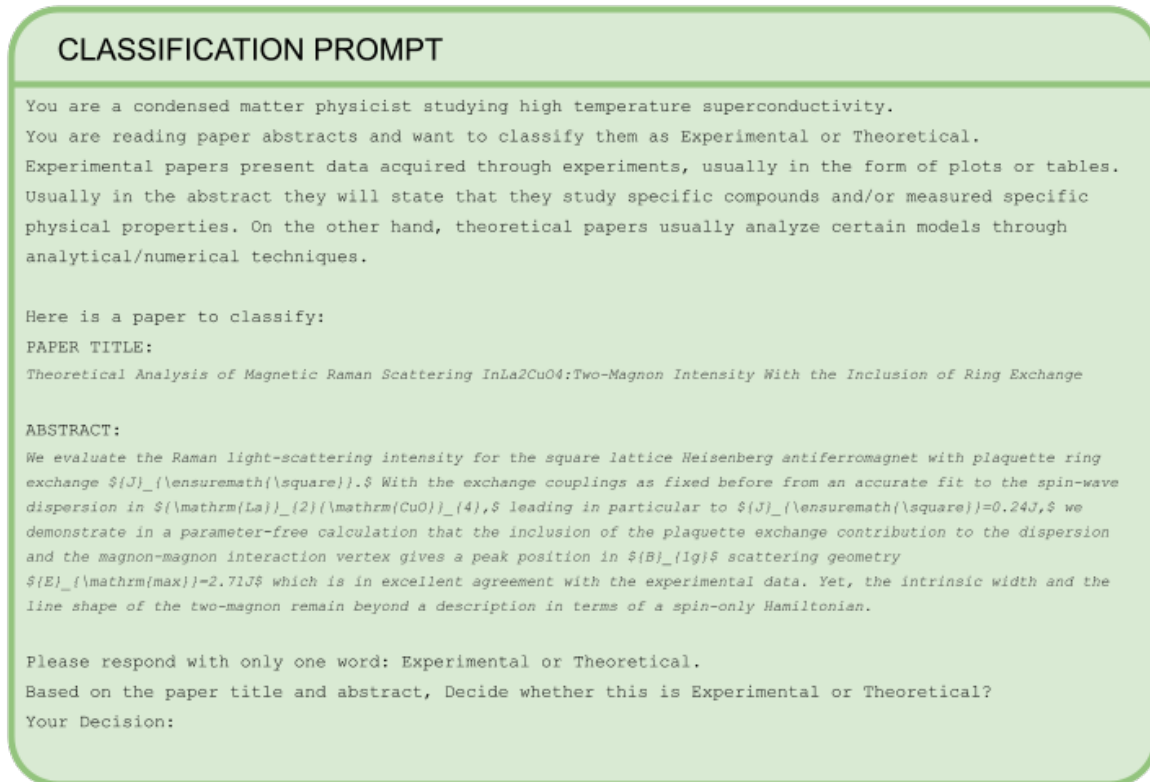 CLASSIFICATION PROMPT
You are a condensed matter physicist studying high temperature superconductivity.
You are reading paper abstracts and want to classify them as Experimental or Theoretical.
Experimental papers present data acquired through experiments, usually in the form of plots or tables.
Usually in the abstract they will state that they study specific compounds and/or measured specific
physical properties. On the other hand, theoretical papers usually analyze certain models through
analytical/numerical techniques.
Here is a paper to classify:
PAPER TITLE:
Theoretical Analysis of Magnetic Raman Scattering InLa2CuO4:Two-Magnon Intensity With the Inclusion of Ring Exchange
ABSTRACT:
We evaluate the Raman light-scattering intensity for the square lattice Heisenberg antiferromagnet with plaquette ring
exchange ${J}_{\ensuremath{\square}}.$ With the exchange couplings as fixed before from an accurate fit to the spin-wave
dispersion in ${\mathrm{La}}_{2}{\mathrm{CuO}}_{4},$ leading in particular to ${J}_{\ensuremath{\square}}=0.24J,$ we
demonstrate in a parameter-free calculation that the inclusion of the plaquette exchange contribution to the dispersion
and the magnon-magnon interaction vertex gives a peak position in ${B}_{1g}$ scattering geometry
${E}_{\mathrm{max}}=2.71J$ which is in excellent agreement with the experimental data. Yet, the intrinsic width and the
line shape of the two-magnon remain beyond a description in terms of a spin-only Hamiltonian.
Please respond with only one word: Experimental or Theoretical.
Based on the paper title and abstract, Decide whether this is Experimental or Theoretical?
Your Decision: